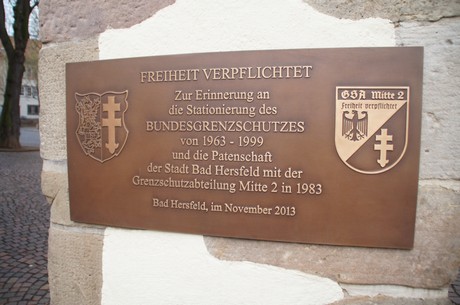 FREIHEIT VERPFLICHTET
Zur Erinnerung an
die Stationierung des
BUNDESGRENZSCHUTZES
von 1963 - 1999
und die Patenschaft
der Stadt Bad Hersfeld mit der
Grenzschutzabteilung Mitte 2 in 1983
Bad Hersfeld, im November 2013
GSA Mitte 2
Freiheit verpflichtet